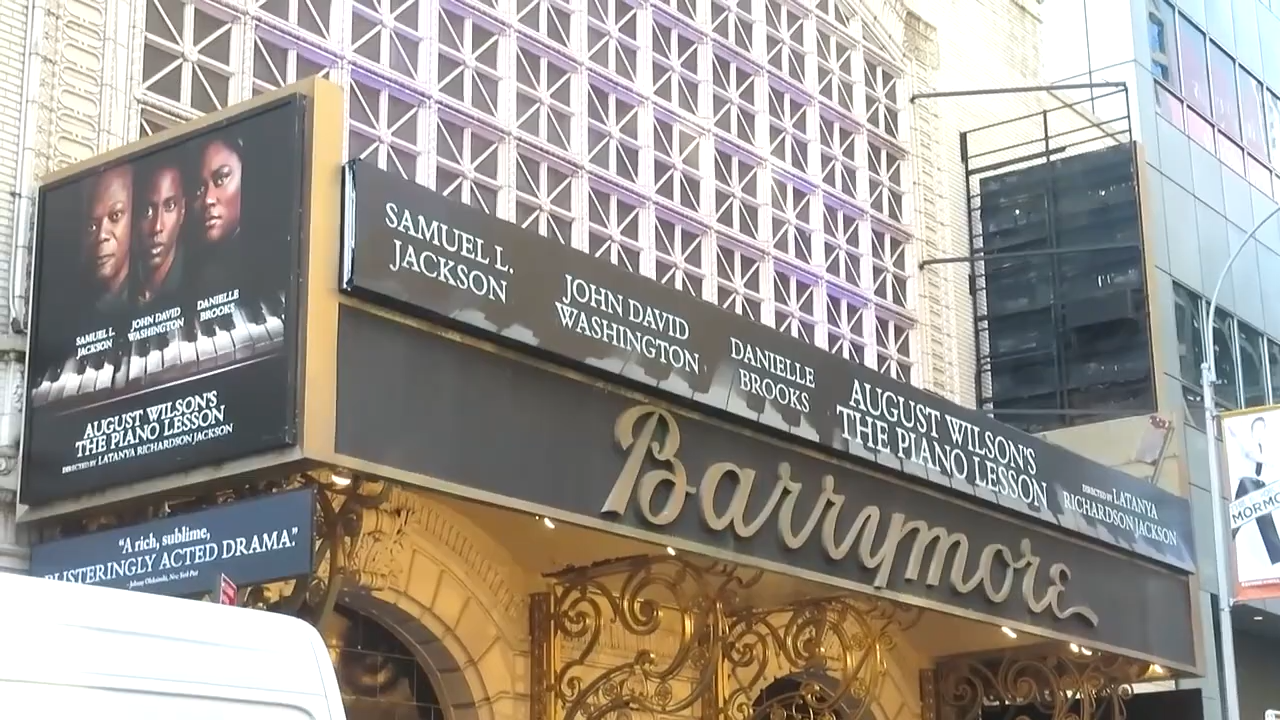 SAMUEL L.
JACKSON
JOHN DAVID
WASHINGTON
DANIELLE
BROOKS
AUGUST WILSON'S
THE PIANO LESSON
DIRECTED BY LATANYA RICHARDSON JACKSON
"A rich, sublime,
BLISTERINGLY ACTED DRAMA."
SAMUEL L.
JACKSON
JOHN DAVID
WASHINGTON
DANIELLE
BROOKS
AUGUST WILSON'S
THE PIANO LESSON
DIRECTED BY LATANYA
RICHARDSON JACKSON
Barrymore
MORMO